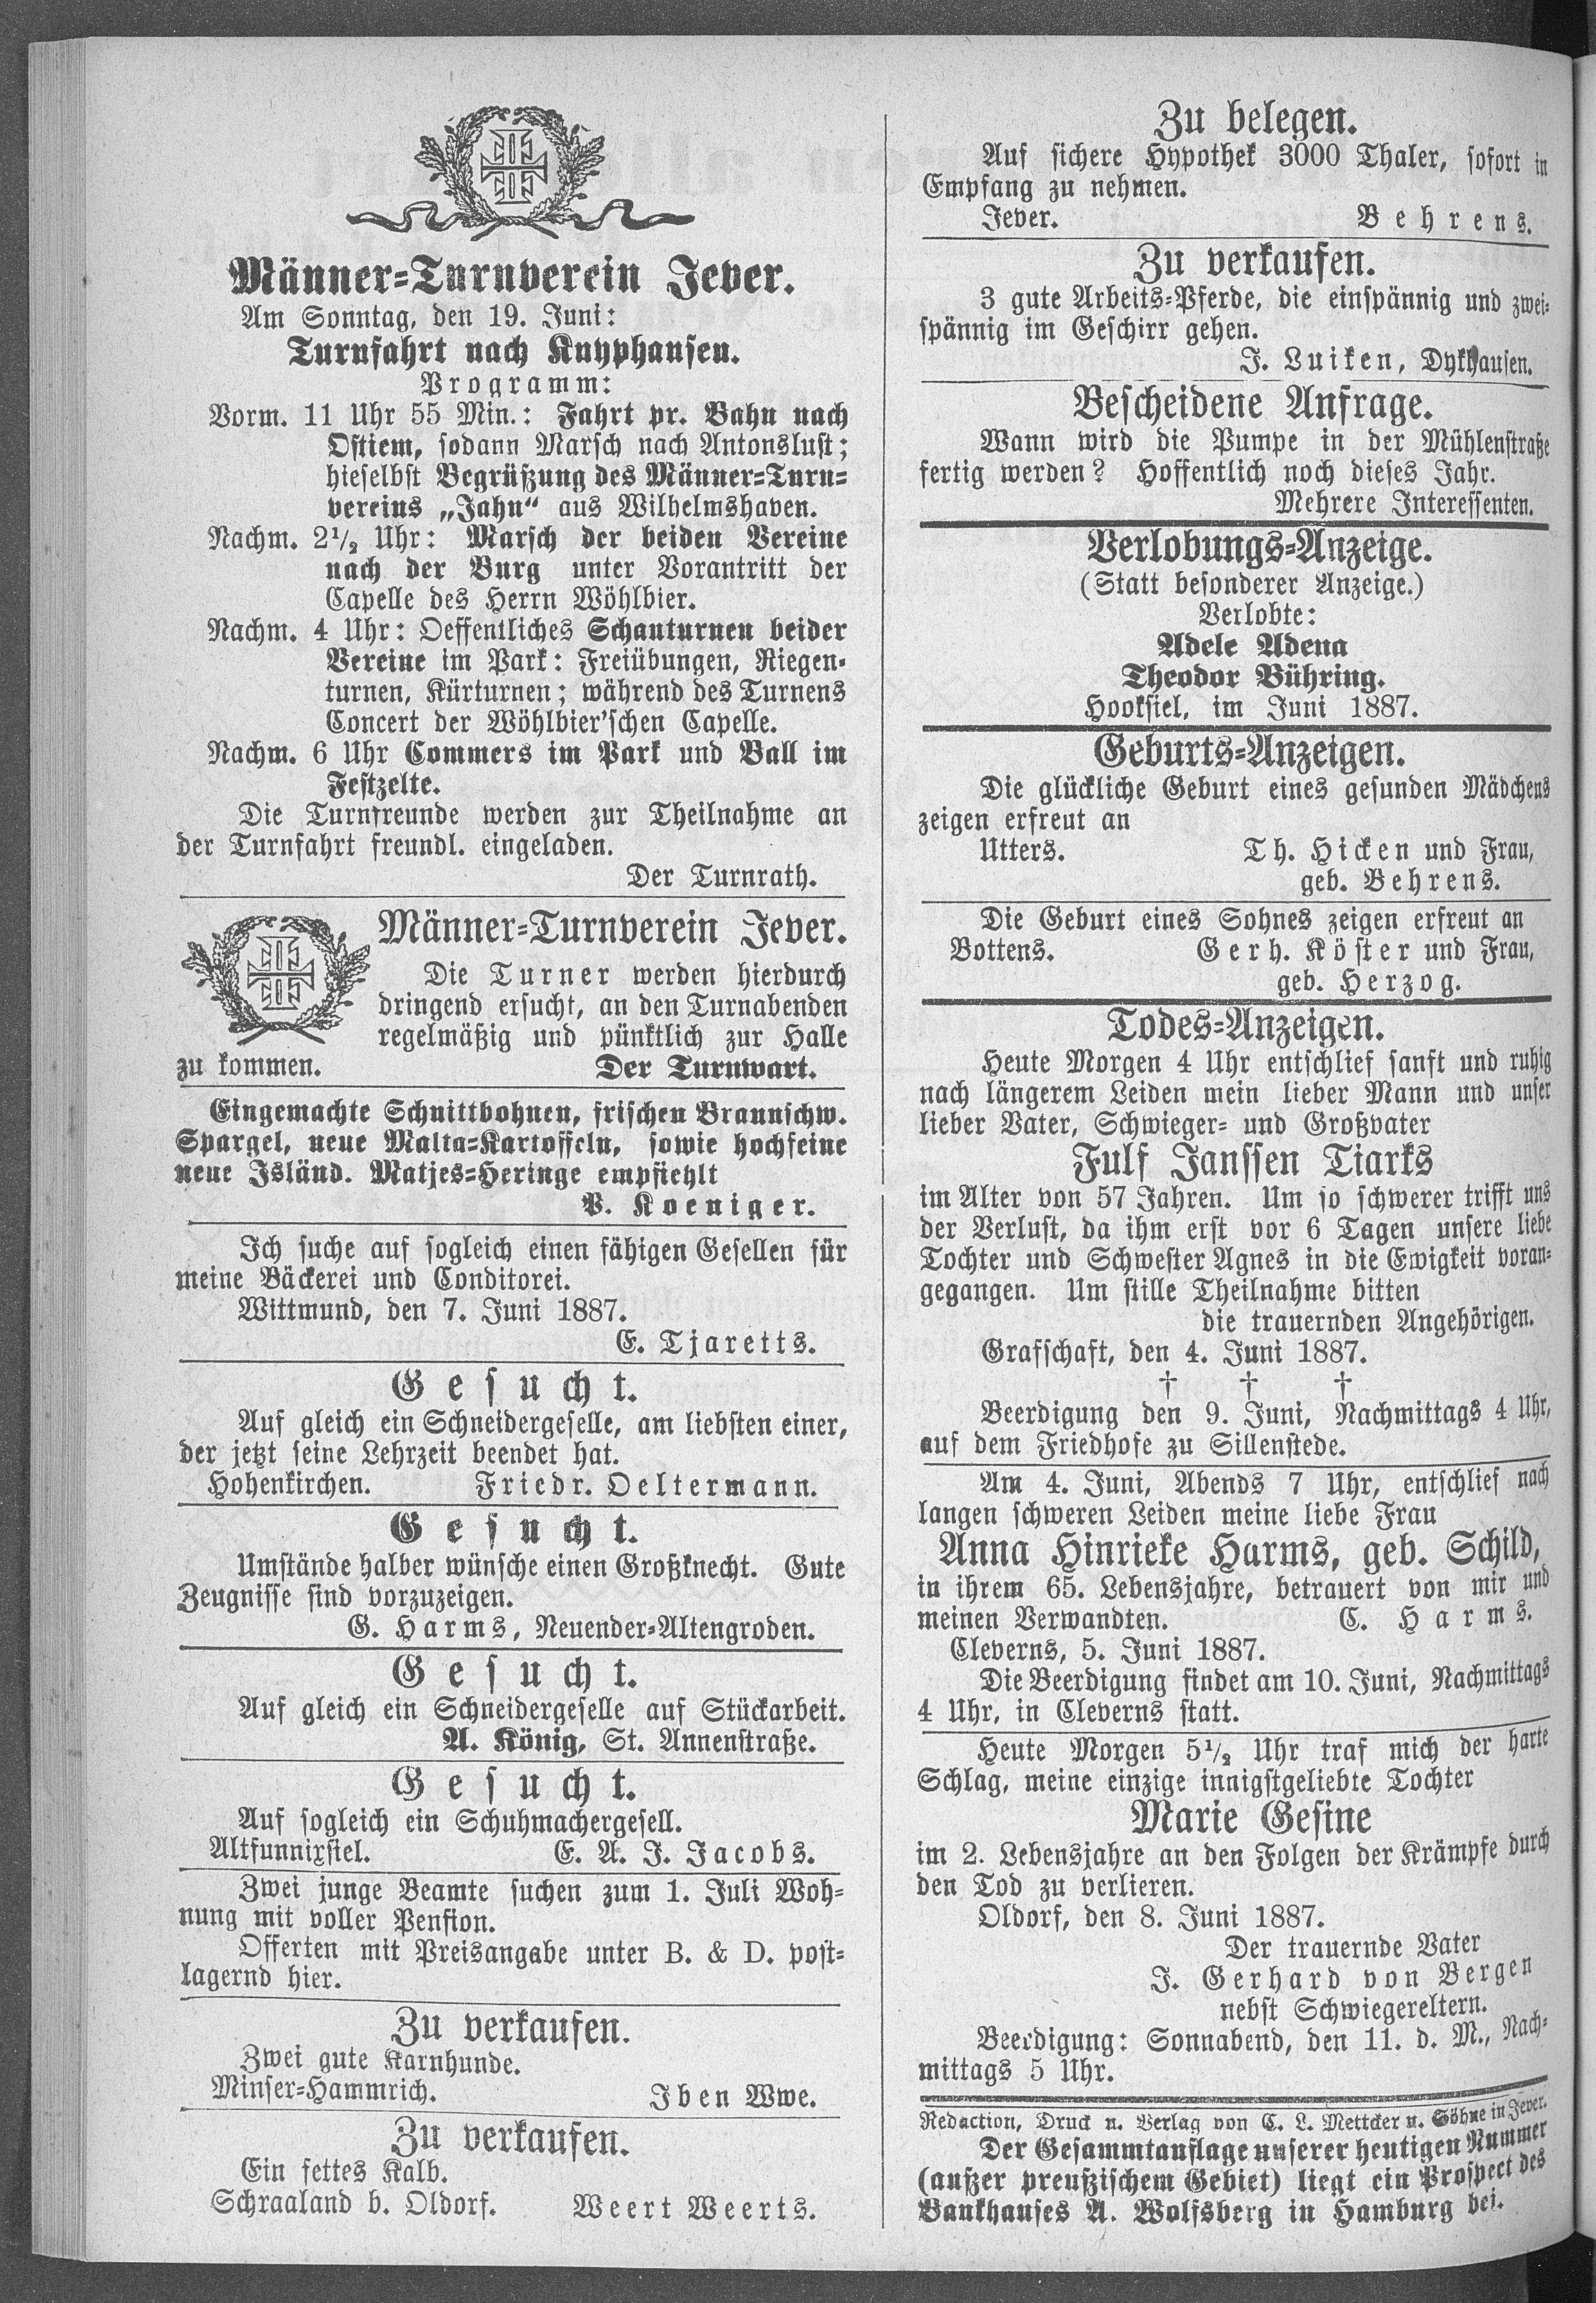 Männer-Turnverein Jever.
Am Sonntag, den 19. Juni:
Turnfahrt nach Knyphausen.
Programm:
Vorm. 11 Uhr 55 Min.: Fahrt pr. Bahn nach
Ostiem, sodann Marsch nach Antonslust;
hieselbst Begrüßung des Männer-Turn-
vereins „Jahn“ aus Wilhelmshaven.
Nachm. 2½ Uhr: Marsch der beiden Vereine
nach der Burg unter Vorantritt der
Capelle des Herrn Wöhlbier.
Nachm. 4 Uhr: Oeffentliches Schauturnen beider
Vereine im Park: Freiübungen, Riegen-
turnen, Kürturnen; während des Turnens
Concert der Wöhlbier'schen Capelle.
Nachm. 6 Uhr Commers im Park und Ball im
Festzelte.
Die Turnfreunde werden zur Theilnahme an
der Turnfahrt freundl. eingeladen.
Der Turnrath.
Männer-Turnverein Jever.
Die Turner werden hierdurch
dringend ersucht, an den Turnabenden
regelmäßig und pünktlich zur Halle
zu kommen. Der Turnwart.
Eingemachte Schnittbohnen, frischen Braunschw.
Spargel, neue Malta-Kartoffeln, sowie hochfeine
neue Isländ. Matjes-Heringe empfiehlt
P. Koeniger.
Ich suche auf sogleich einen fähigen Gesellen für
meine Bäckerei und Conditorei.
Wittmund, den 7. Juni 1887.
E. Tjaretts.
Gesucht.
Auf gleich ein Schneidergeselle, am liebsten einer,
der jetzt seine Lehrzeit beendet hat.
Hohenkirchen. Friedr. Oeltermann.
Gesucht.
Umstände halber wünsche einen Großknecht. Gute
Zeugnisse sind vorzuzeigen.
G. Harms, Neuender-Altengroden.
Gesucht.
Auf gleich ein Schneidergeselle auf Stückarbeit.
A. König, St. Annenstraße.
Gesucht.
Auf sogleich ein Schuhmachergesell.
Altfunnixsiel. E. A. J. Jacobs.
Zwei junge Beamte suchen zum 1. Juli Woh-
nung mit voller Pension.
Offerten mit Preisangabe unter B. & D. post-
lagernd hier.
Zu verkaufen.
Zwei gute Karnhunde.
Minser-Hammrich. Iben Wwe.
Zu verkaufen.
Ein fettes Kalb.
Schraaland b. Oldorf. Weert Weerts.
Zu belegen.
Auf sichere Hypothek 3000 Thaler, sofort in
Empfang zu nehmen.
Jever. Behrens.
Zu verkaufen.
3 gute Arbeits-Pferde, die einspännig und zwei-
spännig im Geschirr gehen.
J. Luiken, Dykhausen.
Bescheidene Anfrage.
Wann wird die Pumpe in der Mühlenstraße
fertig werden? Hoffentlich noch dieses Jahr.
Mehrere Interessenten.
Verlobungs-Anzeige.
(Statt besonderer Anzeige.)
Verlobte:
Adele Adena
Theodor Bühring.
Hooksiel, im Juni 1887.
Geburts-Anzeigen.
Die glückliche Geburt eines gesunden Mädchens
zeigen erfreut an
Utters. Th. Hicken und Frau,
geb. Behrens.
Die Geburt eines Sohnes zeigen erfreut an
Bottens. Gerh. Köster und Frau,
geb. Herzog.
Todes-Anzeigen.
Heute Morgen 4 Uhr entschlief sanft und ruhig
nach längerem Leiden mein lieber Mann und unser
lieber Vater, Schwieger- und Großvater
Fulf Janssen Tiarks
im Alter von 57 Jahren. Um so schwerer trifft uns
der Verlust, da ihm erst vor 6 Tagen unsere liebe
Tochter und Schwester Agnes in die Ewigkeit voran-
gegangen. Um stille Theilnahme bitten
die trauernden Angehörigen.
Grafschaft, den 4. Juni 1887.
† † †
Beerdigung den 9. Juni, Nachmittags 4 Uhr,
auf dem Friedhofe zu Sillenstede.
Am 4. Juni, Abends 7 Uhr, entschlief nach
langen schweren Leiden meine liebe Frau
Anna Hinrieke Harms, geb. Schild,
in ihrem 65. Lebensjahre, betrauert von mir und
meinen Verwandten. C. Harms.
Cleverns, 5. Juni 1887.
Die Beerdigung findet am 10. Juni, Nachmittags
4 Uhr, in Cleverns statt.
Heute Morgen 5½ Uhr traf mich der harte
Schlag, meine einzige innigstgeliebte Tochter
Marie Gesine
im 2. Lebensjahre an den Folgen der Krämpfe durch
den Tod zu verlieren.
Oldorf, den 8. Juni 1887.
Der trauernde Vater
J. Gerhard von Bergen
nebst Schwiegereltern.
Beerdigung: Sonnabend, den 11. d. M., Nach-
mittags 5 Uhr.
Redaction, Druck u. Verlag von C. L. Mettcker u. Söhne in Jever.
Der Gesammtauflage unserer heutigen Nummer
(außer preußischem Gebiet) liegt ein Prospect des
Bankhauses A. Wolfsberg in Hamburg bei.